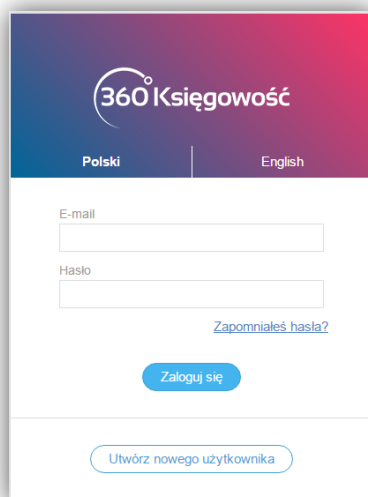 360 Księgowość
Polski
English
E-mail
Hasło
Zapomniałeś hasła?
Zaloguj się
Utwórz nowego użytkownika